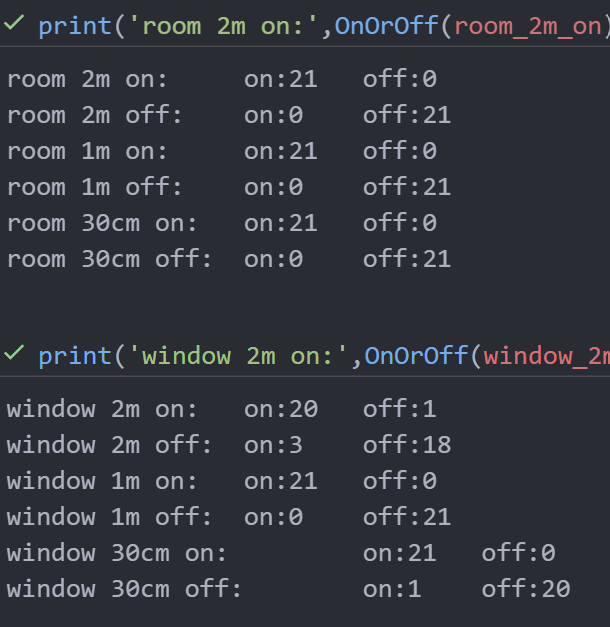 print('room 2m on:',OnOrOff(room_2m_on)
room 2m on: on:21 off:0
room 2m off: on:0 off:21
room 1m on: on:21 off:0
room 1m off: on:0 off:21
room 30cm on: on:21 off:0
room 30cm off: on:0 off:21
print('window 2m on:',OnOrOff(window_2m
window 2m on: on:20 off:1
window 2m off: on:3 off:18
window 1m on: on:21 off:0
window 1m off: on:0 off:21
window 30cm on: on:21 off:0
window 30cm off: on:1 off:20